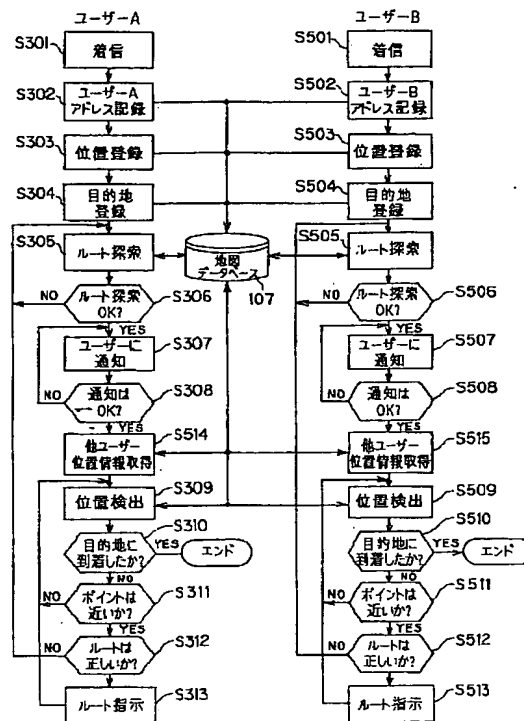 ユーザーA
S301
着信
S302
ユーザーA
アドレス記録
S303
位置登録
S304
目的地
登録
S305
ルート探索
NO
ルート探索
OK?
S306
YES
ユーザーに
通知
S307
NO
通知は
OK?
S308
YES
他ユーザー
位置情報取得
S514
位置検出
S309
目的地に
到着したか?
S310
YES
エンド
NO
NO
ポイントは
近いか?
S311
YES
NO
ルートは
正しいか?
S312
ルート指示
S313
地図
データベース
107
ユーザーB
S501
着信
S502
ユーザーB
アドレス記録
S503
位置登録
S504
目的地
登録
S505
ルート探索
NO
ルート探索
OK?
S506
YES
ユーザーに
通知
S507
NO
通知は
OK?
S508
YES
他ユーザー
位置情報取得
S515
位置検出
S509
目的地に
到着したか?
S510
YES
エンド
NO
NO
ポイントは
近いか?
S511
YES
NO
ルートは
正しいか?
S512
ルート指示
S513